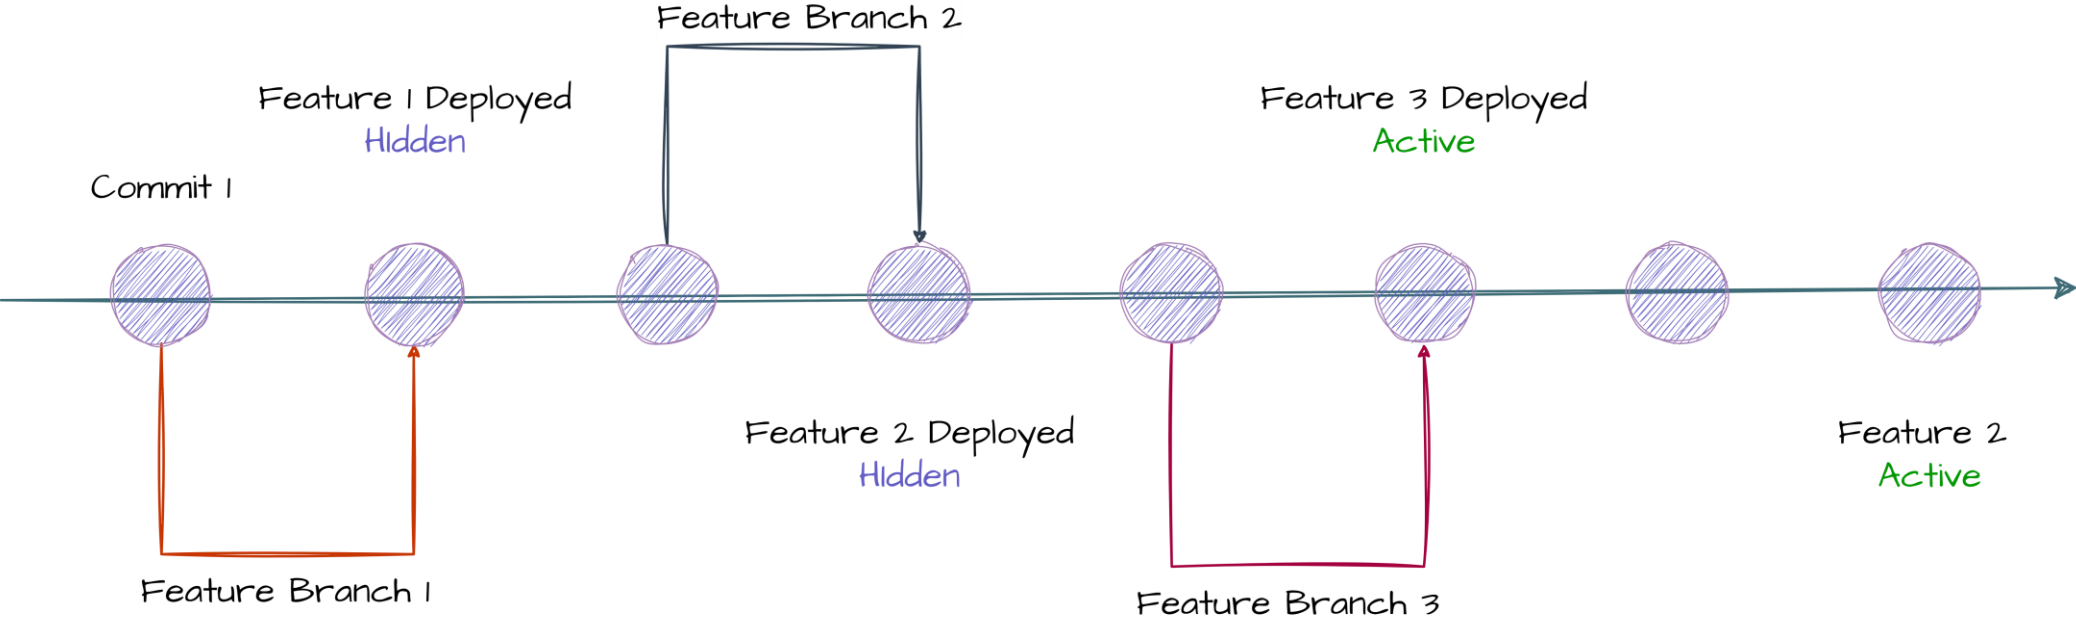 Feature Branch 2
Feature 1 Deployed
HIdden
Feature 3 Deployed
Active
Commit 1
Feature 2 Deployed
HIdden
Feature 2
Active
Feature Branch 1
Feature Branch 3